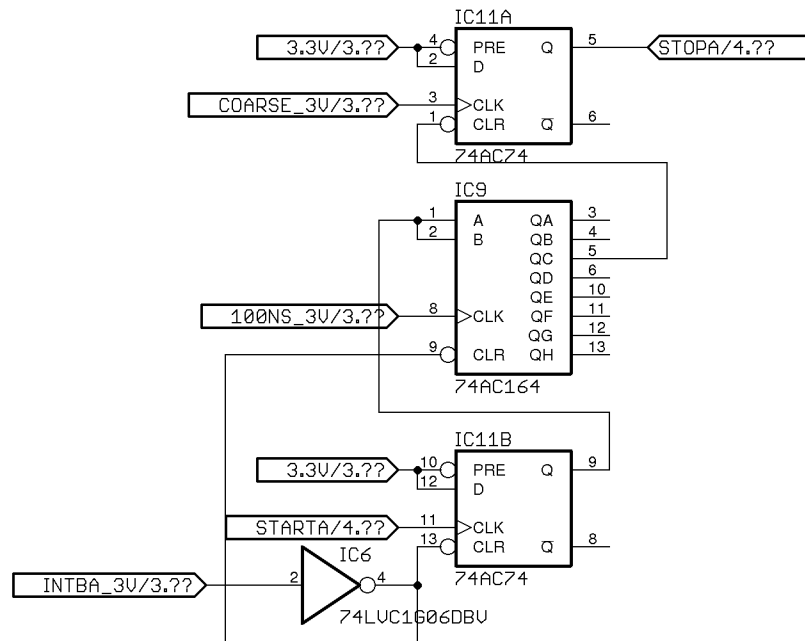 IC11A
3.3V/3.??
4 PRE Q 5
STOPA/4.??
2 D
COARSE_3V/3.??
3 CLK
1 CLR Q 6
74AC74
IC9
1 A QA 3
2 B QB 4
QC 5
QD 6
QE 10
100NS_3V/3.??
8 CLK QF 11
QG 12
9 CLR QH 13
74AC164
IC11B
3.3V/3.??
10 PRE Q 9
12 D
STARTA/4.??
11 CLK
13 CLR Q 8
IC6
74AC74
INTBA_3V/3.??
2 4
74LVC1G06DBV